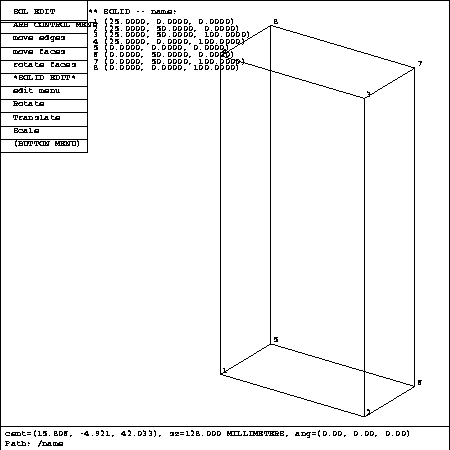 SOL EDIT
ARB CONTROL MENU
move edges
move faces
rotate faces
*SOLID EDIT*
edit menu
Rotate
Translate
Scale
(BUTTON MENU)
** SOLID -- name:
1 (25.0000, 0.0000, 0.0000)
2 (25.0000, 50.0000, 0.0000)
3 (25.0000, 50.0000, 100.0000)
4 (25.0000, 0.0000, 100.0000)
5 (0.0000, 0.0000, 0.0000)
6 (0.0000, 50.0000, 0.0000)
7 (0.0000, 50.0000, 100.0000)
8 (0.0000, 0.0000, 100.0000)
8
4
7
3
5
1
6
2
cent=(15.806, -4.921, 42.033), sz=128.000 MILLIMETERS, ang=(0.00, 0.00, 0.00)
Path: /name